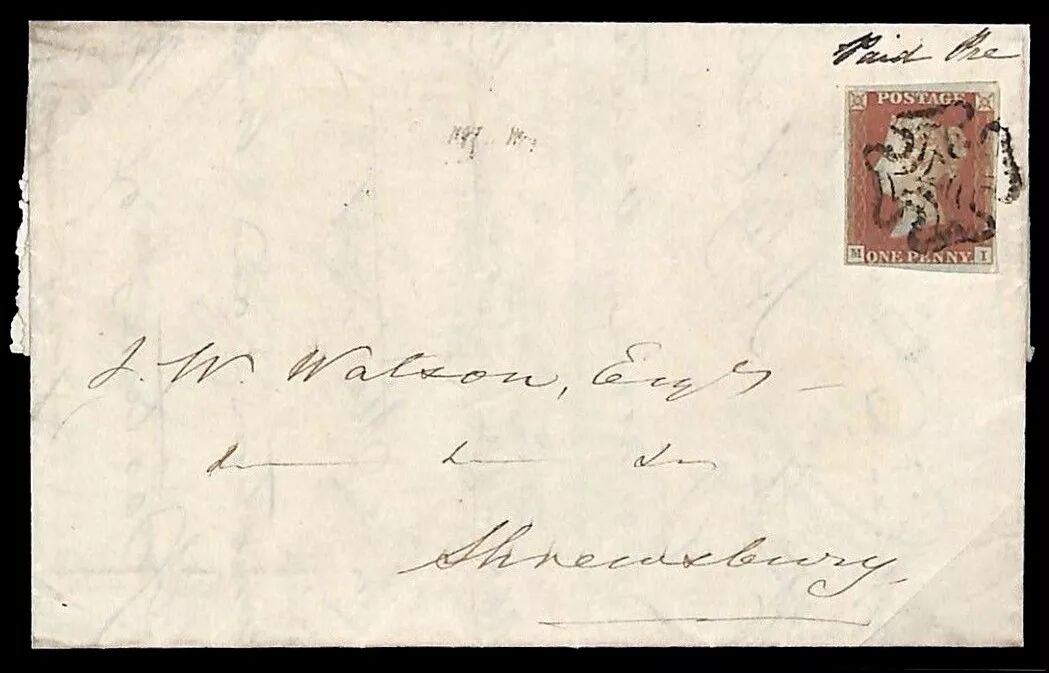 Paid Pre
POSTAGE
M ONE PENNY I
J. W. Watson, Esqr
Shrewsbury